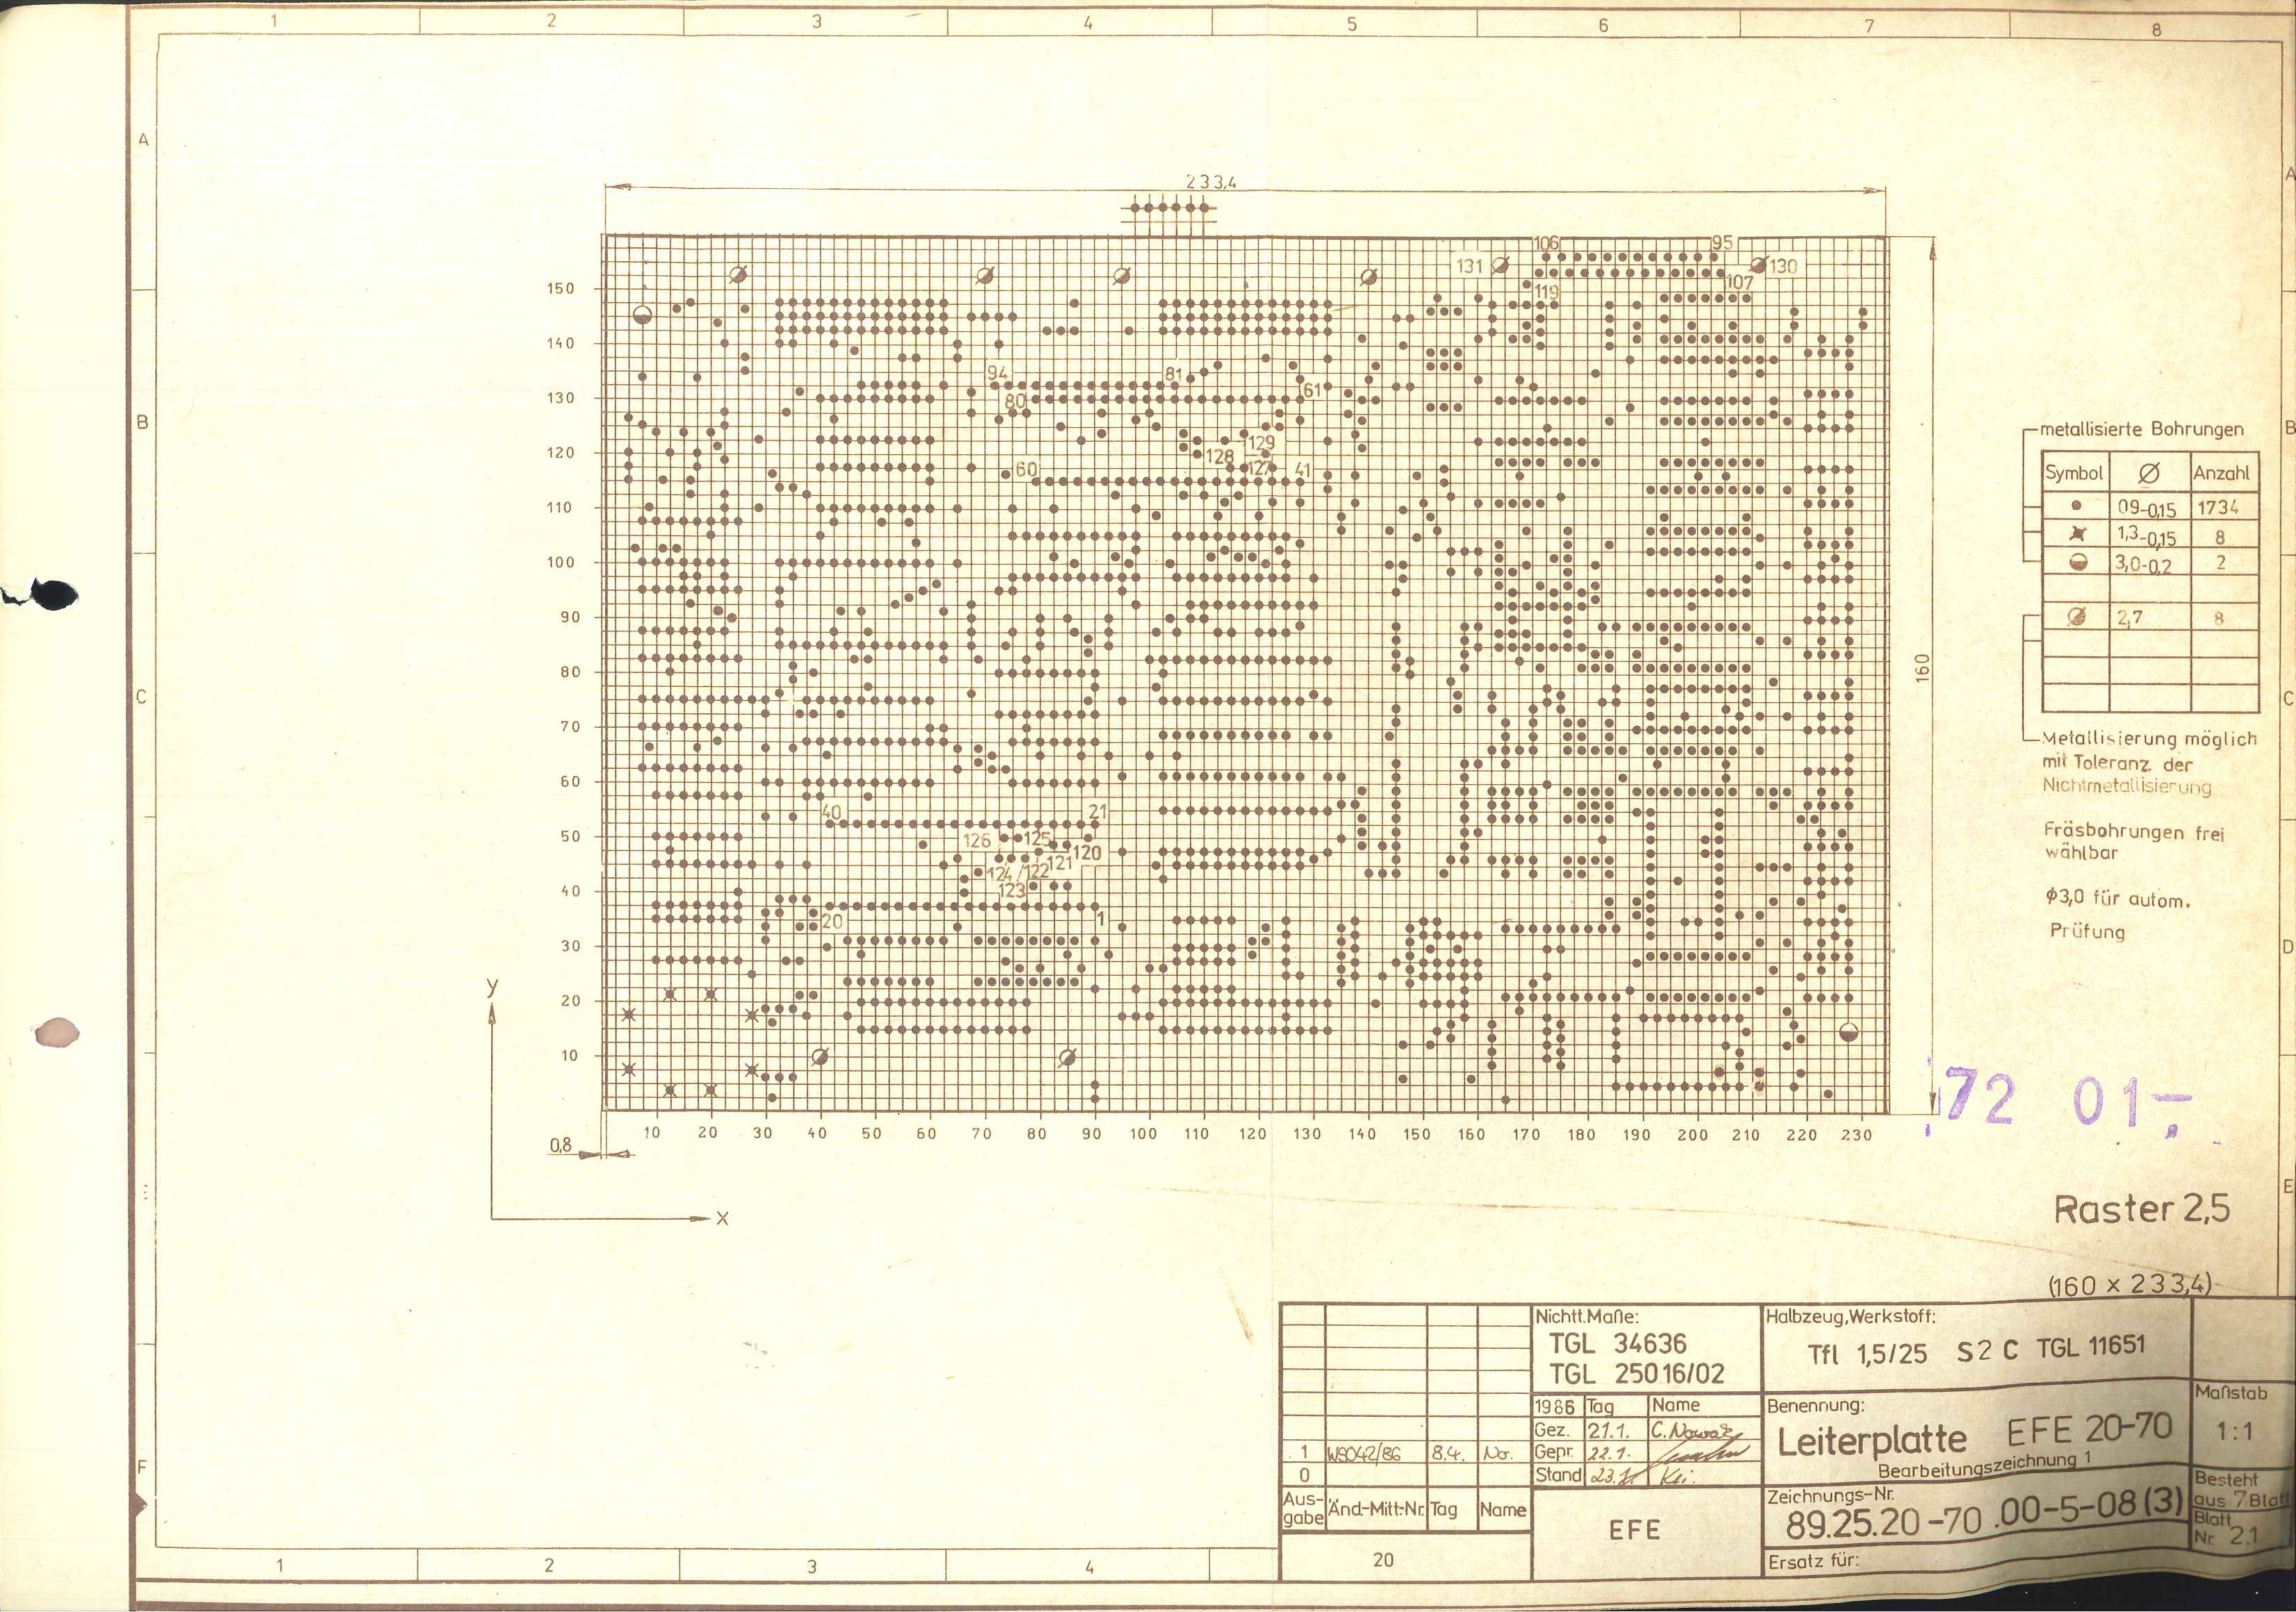 1 2 3 4 5 6 7 8
A
A
233,4
106 95
131 130
107
119
150
140
94 81
130 80 61
B
B
129
120 128
60 127 41
110
100
90
C
C
80
70
60
40 21
50
126 125
120
121
124/122
40 123
20 1
30
D
20
10
160
y
x
0,8
10 20 30 40 50 60 70 80 90 100 110 120 130 140 150 160 170 180 190 200 210 220 230
metallisierte Bohrungen
Symbol Ø Anzahl
0,9-0,15 1734
1,3-0,15 8
3,0-0,2 2
2,7 8
Metallisierung möglich
mit Toleranz der
Nichtmetallisierung
Fräsbohrungen frei
wählbar
ϕ3,0 für autom.
Prüfung
72 01,-
E
E
Raster 2,5
(160 x 233,4)
Nichtt.Maße:
TGL 34636
TGL 25016/02
Halbzeug,Werkstoff:
Tfl 1,5/25 S2C TGL 11651
1986 Tag Name
Gez. 21.1. C.Nowak
Gepr. 22.1.
Stand 23.1. Kei.
1 WS042/86 8.4. No.
0
Aus-
gabe Änd-Mitt-Nr. Tag Name
20
EFE
Benennung:
Leiterplatte EFE 20-70
Bearbeitungszeichnung 1
Maßstab
1:1
Zeichnungs-Nr.
89.25.20-70.00-5-08(3)
Besteht
aus 7 Blatt
Blatt
Nr. 2.1
Ersatz für:
F
1 2 3 4